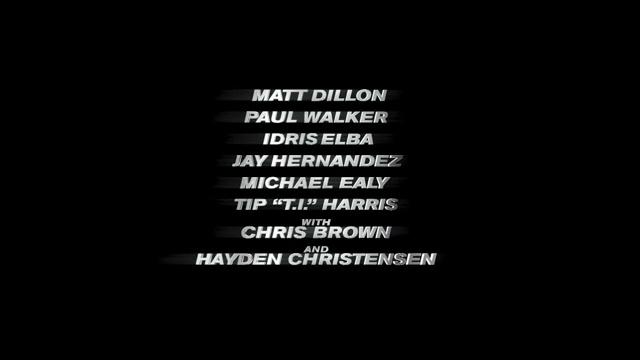 MATT DILLON
PAUL WALKER
IDRIS ELBA
JAY HERNANDEZ
MICHAEL EALY
TIP “T.I.” HARRIS
WITH
CHRIS BROWN
AND
HAYDEN CHRISTENSEN